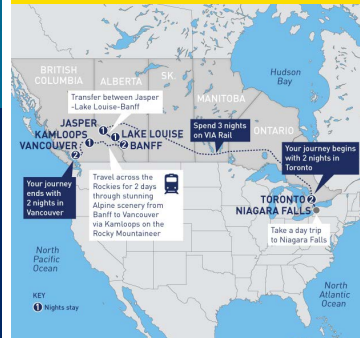 BRITISH
COLUMBIA
ALBERTA
SK.
MANITOBA
ONTARIO
Hudson
Bay
Transfer between Jasper
-Lake Louise-Banff
JASPER 1
KAMLOOPS 1
VANCOUVER 2
1 LAKE LOUISE
2 BANFF
Spend 3 nights
on VIA Rail
Your journey begins
with 2 nights in
Toronto
Your journey
ends with
2 nights in
Vancouver
Travel across the
Rockies for 2 days
through stunning
Alpine scenery from
Banff to Vancouver
via Kamloops on the
Rocky Mountaineer
TORONTO 2
NIAGARA FALLS
Take a day trip
to Niagara Falls
North
Pacific
Ocean
North
Atlantic
Ocean
KEY
1 Nights stay